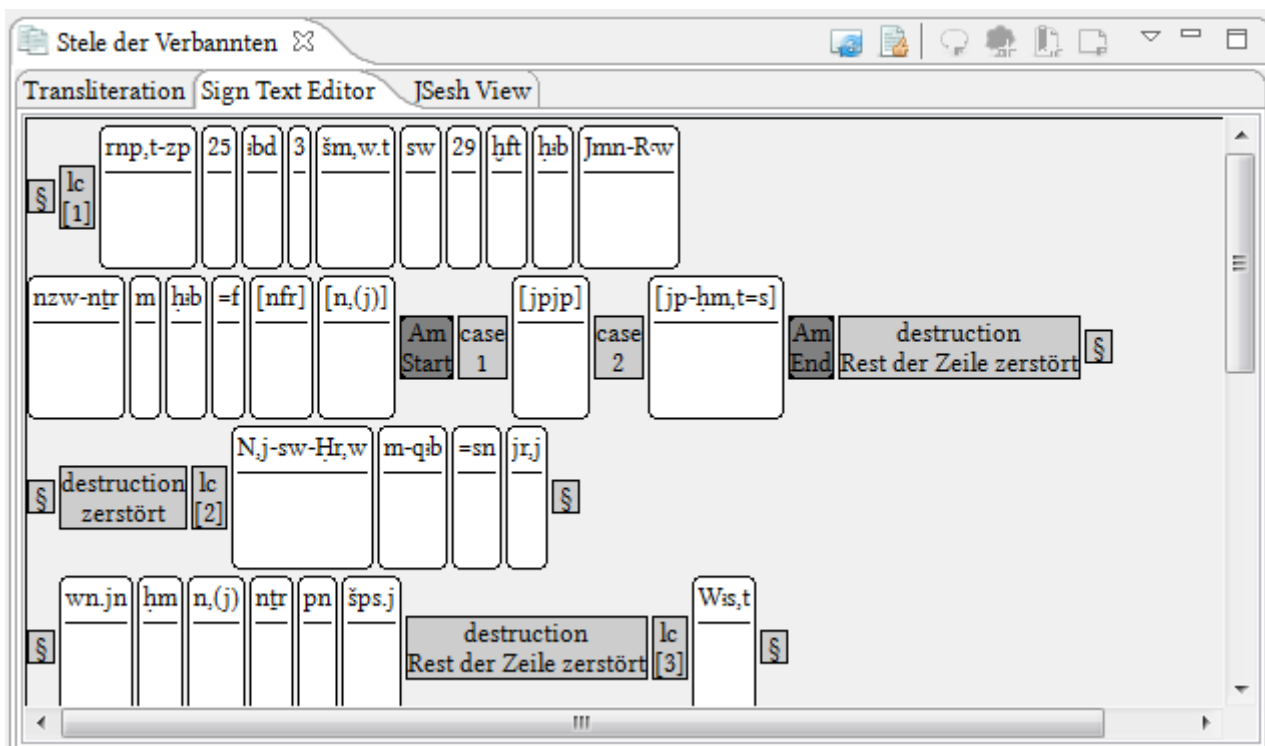 Stele der Verbannten
Transliteration Sign Text Editor JSesh View
§ lc [1] rnp,t-zp 25 ꜣbd 3 šm,w.t sw 29 ḫft ḥꜣb Jmn-Rꜥw
nzw-nṯr m ḥꜣb =f [nfr] [n,(j)] Am Start case 1 [jpjp] case 2 [jp-ḥm,t=s] Am End destruction Rest der Zeile zerstört §
§ destruction zerstört lc [2] N,j-sw-Ḥr,w m-qꜣb =sn jr,j §
§ wn.jn ḥm n,(j) nṯr pn šps.j destruction Rest der Zeile zerstört lc [3] Wꜣs,t §